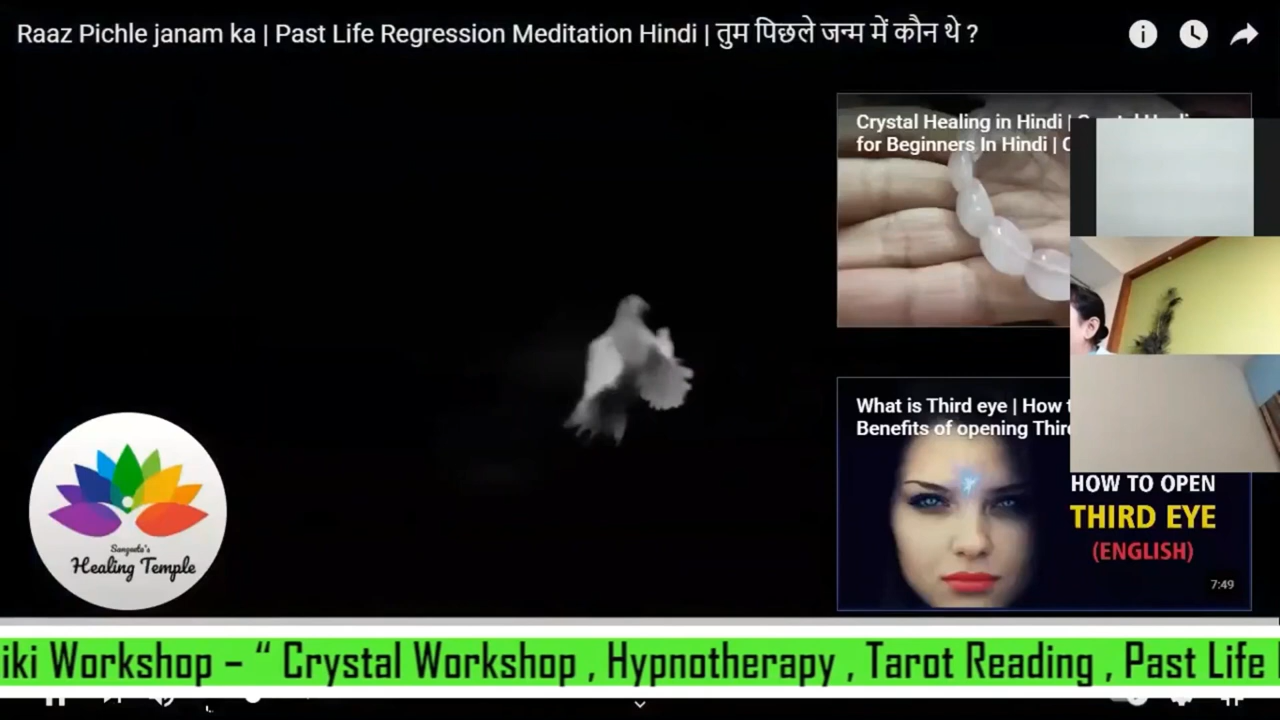 Raaz Pichle janam ka | Past Life Regression Meditation Hindi | तुम पिछले जन्म में कौन थे ?
Crystal Healing in Hindi |
for Beginners In Hindi |
What is Third eye | How
Benefits of opening
HOW TO OPEN
THIRD EYE
(ENGLISH)
7:49
Sangeeta's
Healing Temple
iki Workshop – “ Crystal Workshop , Hypnotherapy , Tarot Reading , Past Life